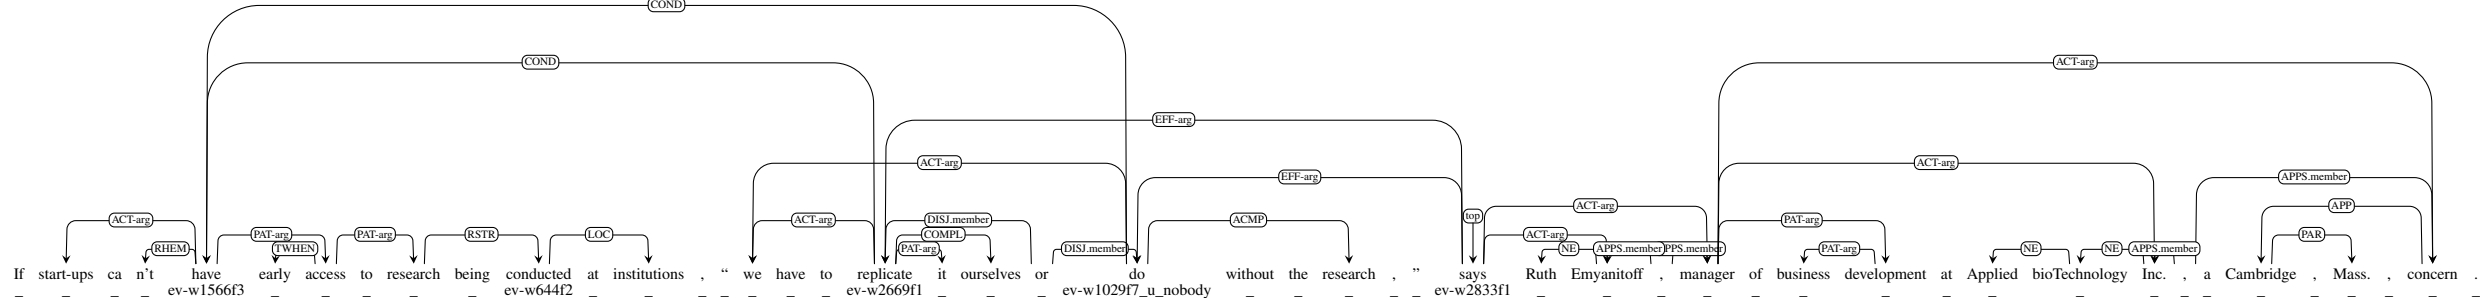 COND
COND ACT-arg
EFF-arg
ACT-arg ACT-arg
EFF-arg APPS.member
top ACT-arg APP
ACT-arg ACT-arg DISJ.member ACMP PAT-arg
PAT-arg PAT-arg RSTR LOC COMPL ACT-arg PAR
RHEM TWHEN PAT-arg DISJ.member NE APPS.member PPS.member PAT-arg NE NE APPS.member
If start-ups ca n't have early access to research being conducted at institutions , “ we have to replicate it ourselves or do without the research , ” says Ruth Emyanitoff , manager of business development at Applied bioTechnology Inc. , a Cambridge , Mass. , concern .
ev-w1566f3 ev-w644f2 ev-w2669f1 ev-w1029f7_u_nobody ev-w2833f1
_ _ _ _ _ _ _ _ _ _ _ _ _ _ _ _ _ _ _ _ _ _ _ _ _ _ _ _ _ _ _ _ _ _ _ _ _ _ _ _ _ _ _ _